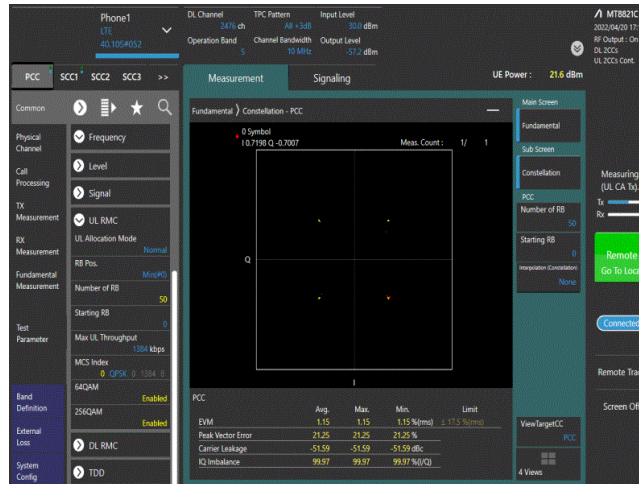 Phone1
LTE
40.105#052
DL Channel
2476 ch
TPC Pattern
All +3dB
Input Level
30.0 dBm
Operation Band
5
Channel Bandwidth
10 MHz
Output Level
-57.2 dBm
MT8821C
2022/04/20 17:
RF Output : On
DL 2CCs
UL 2CCs Cont.
PCC SCC1 SCC2 SCC3 >>
Measurement
Signaling
UE Power : 21.6 dBm
Common
Physical Channel
Call Processing
TX Measurement
RX Measurement
Fundamental Measurement
Test Parameter
Band Definition
External Loss
System Config
Frequency
Level
Signal
UL RMC
UL Allocation Mode
Normal
RB Pos.
Min(#0)
Number of RB
50
Starting RB
0
Max UL Throughput
1384 kbps
MCS Index
0 QPSK 0 1384 8
64QAM
Enabled
256QAM
Enabled
DL RMC
TDD
Fundamental ) Constellation - PCC
0 Symbol
I 0.7198 Q -0.7007
Meas. Count : 1/ 1
Q
I
PCC
Avg. Max. Min. Limit
EVM 1.15 1.15 1.15 %(rms) ≤ 17.5 %(rms)
Peak Vector Error 21.25 21.25 21.25 %
Carrier Leakage -51.59 -51.59 -51.59 dBc
IQ Imbalance 99.97 99.97 99.97 %(I/Q)
Main Screen
Fundamental
Sub Screen
Constellation
PCC
Number of RB
50
Starting RB
0
Interpolation (Constellation)
None
ViewTargetCC
PCC
4 Views
Measuring
(UL CA Tx).
Tx
Rx
Remote
Go To Loca
Connected
Remote Tra
Screen Of